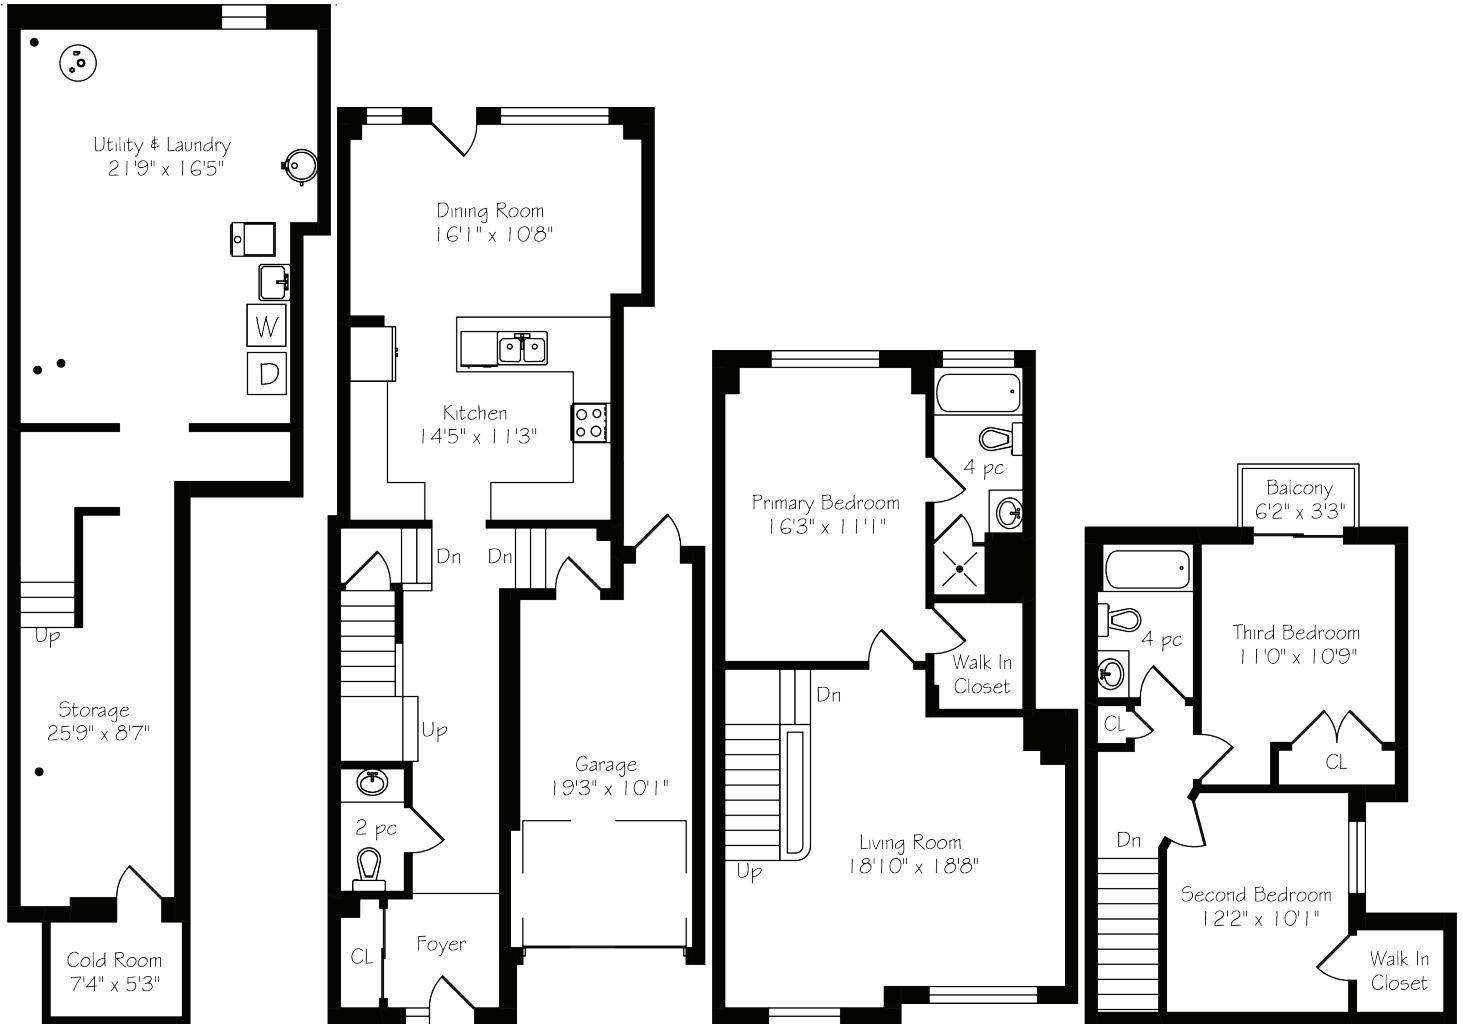 Utility & Laundry
21'9" x 16'5"
W
D
Up
Storage
25'9" x 8'7"
Cold Room
7'4" x 5'3"
Dining Room
16'1" x 10'8"
Kitchen
14'5" x 11'3"
Dn
Dn
Up
Garage
19'3" x 10'1"
2 pc
CL
Foyer
Primary Bedroom
16'3" x 11'1"
4 pc
Walk In
Closet
Dn
Living Room
18'10" x 18'8"
Up
Balcony
6'2" x 3'3"
4 pc
Third Bedroom
11'0" x 10'9"
CL
CL
Dn
Second Bedroom
12'2" x 10'1"
Walk In
Closet